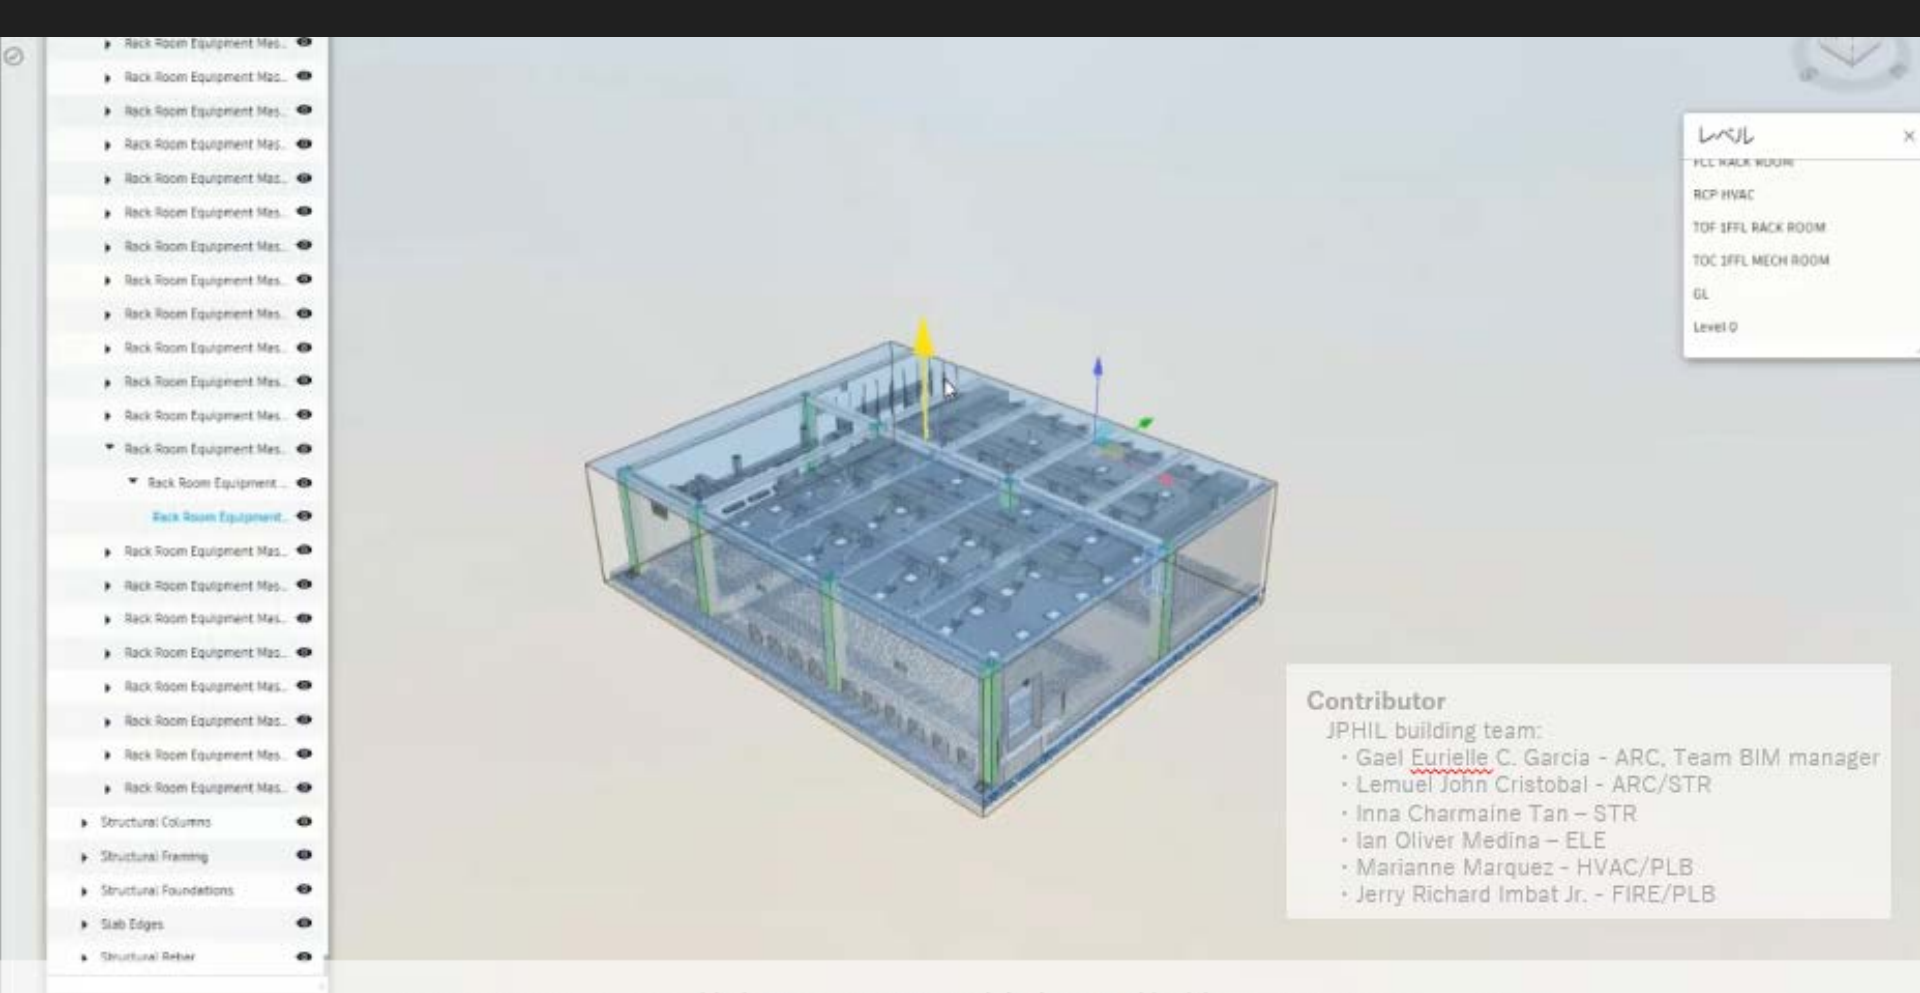 Rack Room Equipment Mas...
Rack Room Equipment Mas...
Rack Room Equipment Mas...
Rack Room Equipment Mas...
Rack Room Equipment Mas...
Rack Room Equipment Mas...
Rack Room Equipment Mas...
Rack Room Equipment Mas...
Rack Room Equipment Mas...
Rack Room Equipment Mas...
Rack Room Equipment Mas...
Rack Room Equipment Mas...
Rack Room Equipment Mas...
Rack Room Equipment ...
Rack Room Equipment...
Rack Room Equipment Mas...
Rack Room Equipment Mas...
Rack Room Equipment Mas...
Rack Room Equipment Mas...
Rack Room Equipment Mas...
Rack Room Equipment Mas...
Rack Room Equipment Mas...
Rack Room Equipment Mas...
Structural Columns
Structural Framing
Structural Foundations
Slab Edges
Structural Rebar
レベル
FCL RACK ROOM
RCP HVAC
TOF 1FFL RACK ROOM
TOC 1FFL MECH ROOM
GL
Level 0
Contributor
JPHIL building team:
・Gael Eurielle C. Garcia - ARC, Team BIM manager
・Lemuel John Cristobal - ARC/STR
・Inna Charmaine Tan – STR
・Ian Oliver Medina – ELE
・Marianne Marquez - HVAC/PLB
・Jerry Richard Imbat Jr. - FIRE/PLB